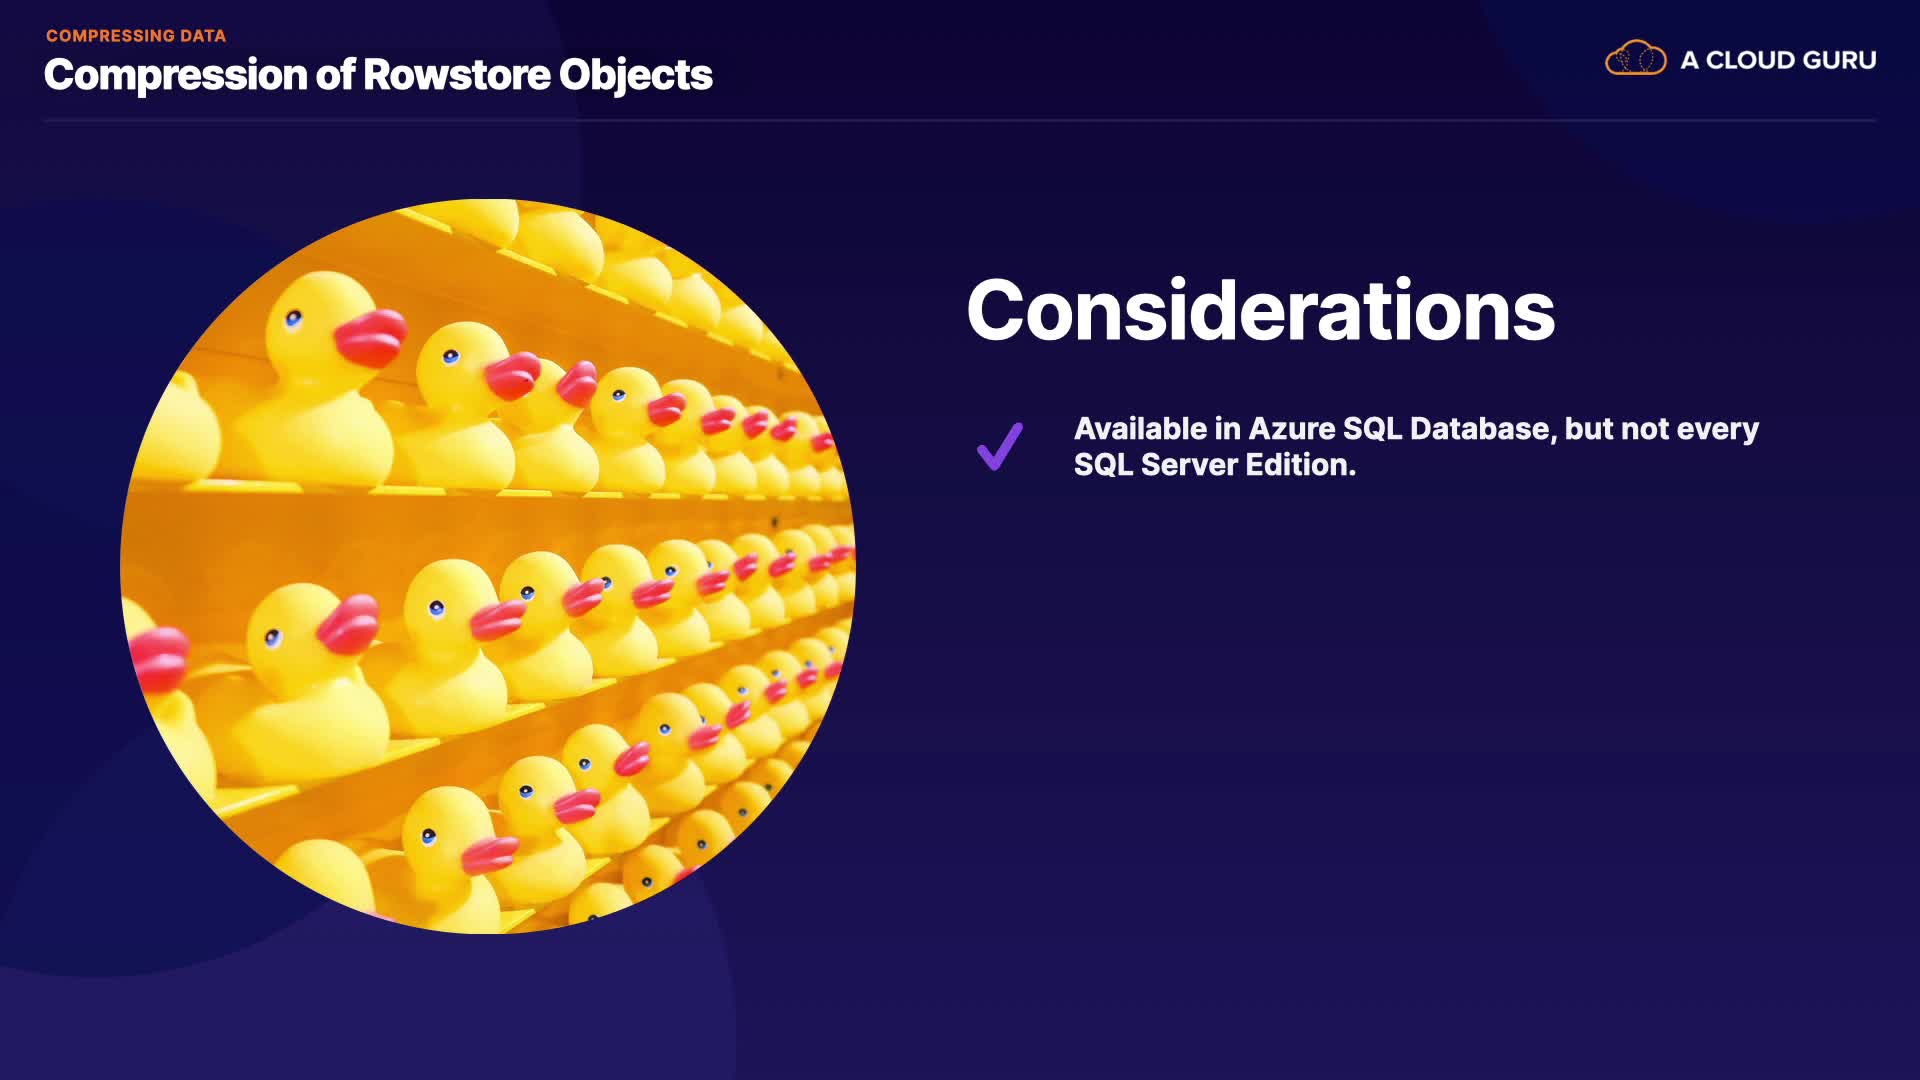 COMPRESSING DATA
Compression of Rowstore Objects
A CLOUD GURU
Considerations
Available in Azure SQL Database, but not every
SQL Server Edition.